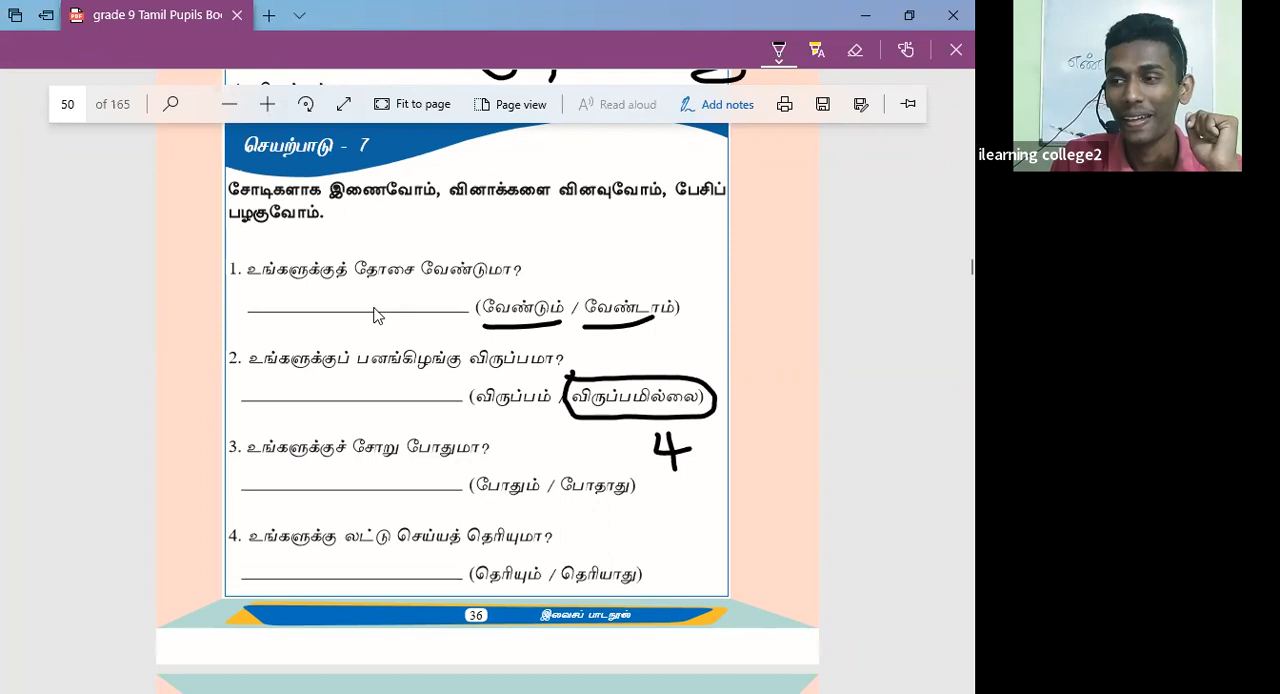 grade 9 Tamil Pupils Boo
50 of 165
Fit to page
Page view
Read aloud
Add notes
ilearning college2
எண்
செயற்பாடு - 7
சோடிகளாக இணைவோம், வினாக்களை வினவுவோம், பேசிப்
பழகுவோம்.
1. உங்களுக்குத் தோசை வேண்டுமா?
(வேண்டும் / வேண்டாம்)
2. உங்களுக்குப் பனங்கிழங்கு விருப்பமா?
(விருப்பம் / விருப்பமில்லை)
4
3. உங்களுக்குச் சோறு போதுமா?
(போதும் / போதாது)
4. உங்களுக்கு லட்டு செய்யத் தெரியுமா?
(தெரியும் / தெரியாது)
36
இலவசப் பாடநூல்